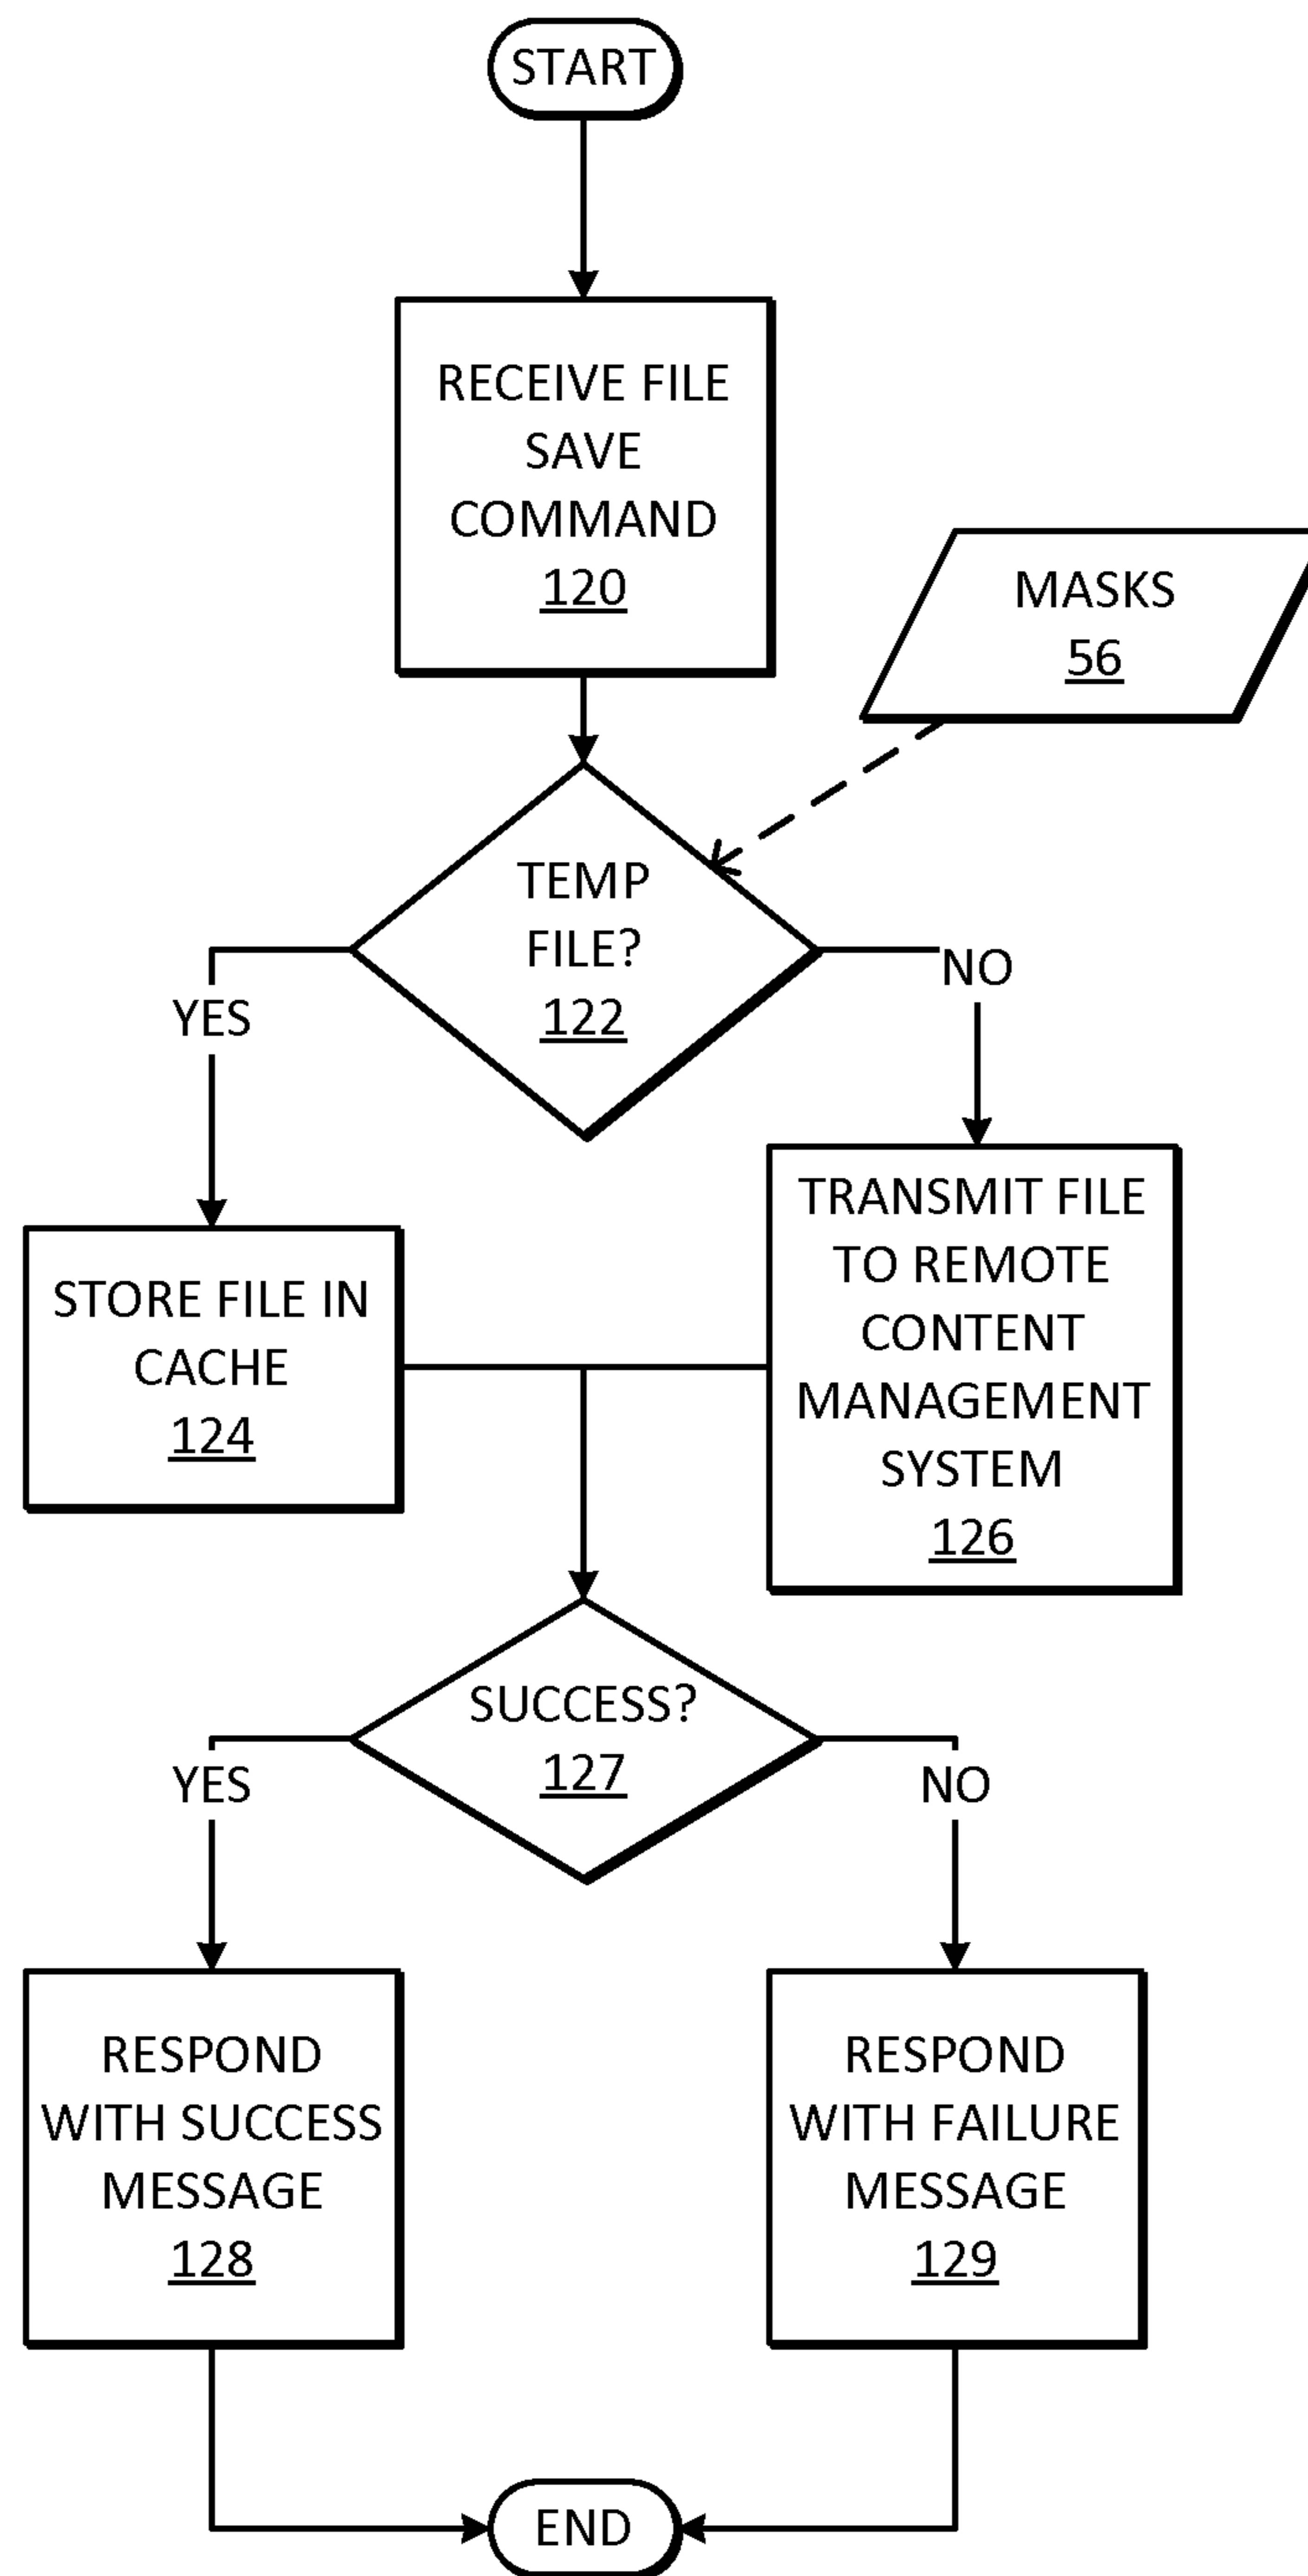 START
RECEIVE FILE
SAVE
COMMAND
120
MASKS
56
TEMP
FILE?
122
YES
NO
STORE FILE IN
CACHE
124
TRANSMIT FILE
TO REMOTE
CONTENT
MANAGEMENT
SYSTEM
126
SUCCESS?
127
YES
NO
RESPOND
WITH SUCCESS
MESSAGE
128
RESPOND
WITH FAILURE
MESSAGE
129
END